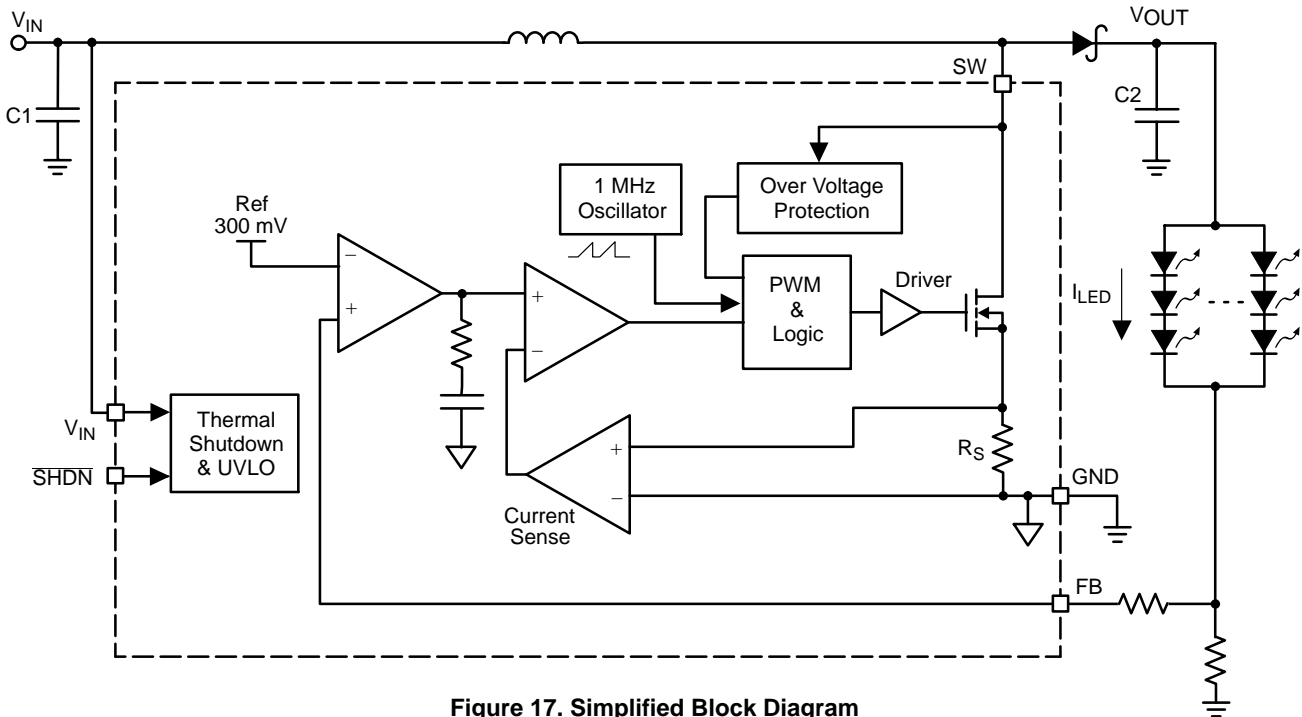 VIN
VOUT
SW
C1
C2
Ref
300 mV
1 MHz
Oscillator
Over Voltage
Protection
−
+
+
−
PWM
&
Logic
Driver
ILED
VIN
SHDN
Thermal
Shutdown
& UVLO
+
−
Current
Sense
RS
GND
FB
Figure 17. Simplified Block Diagram